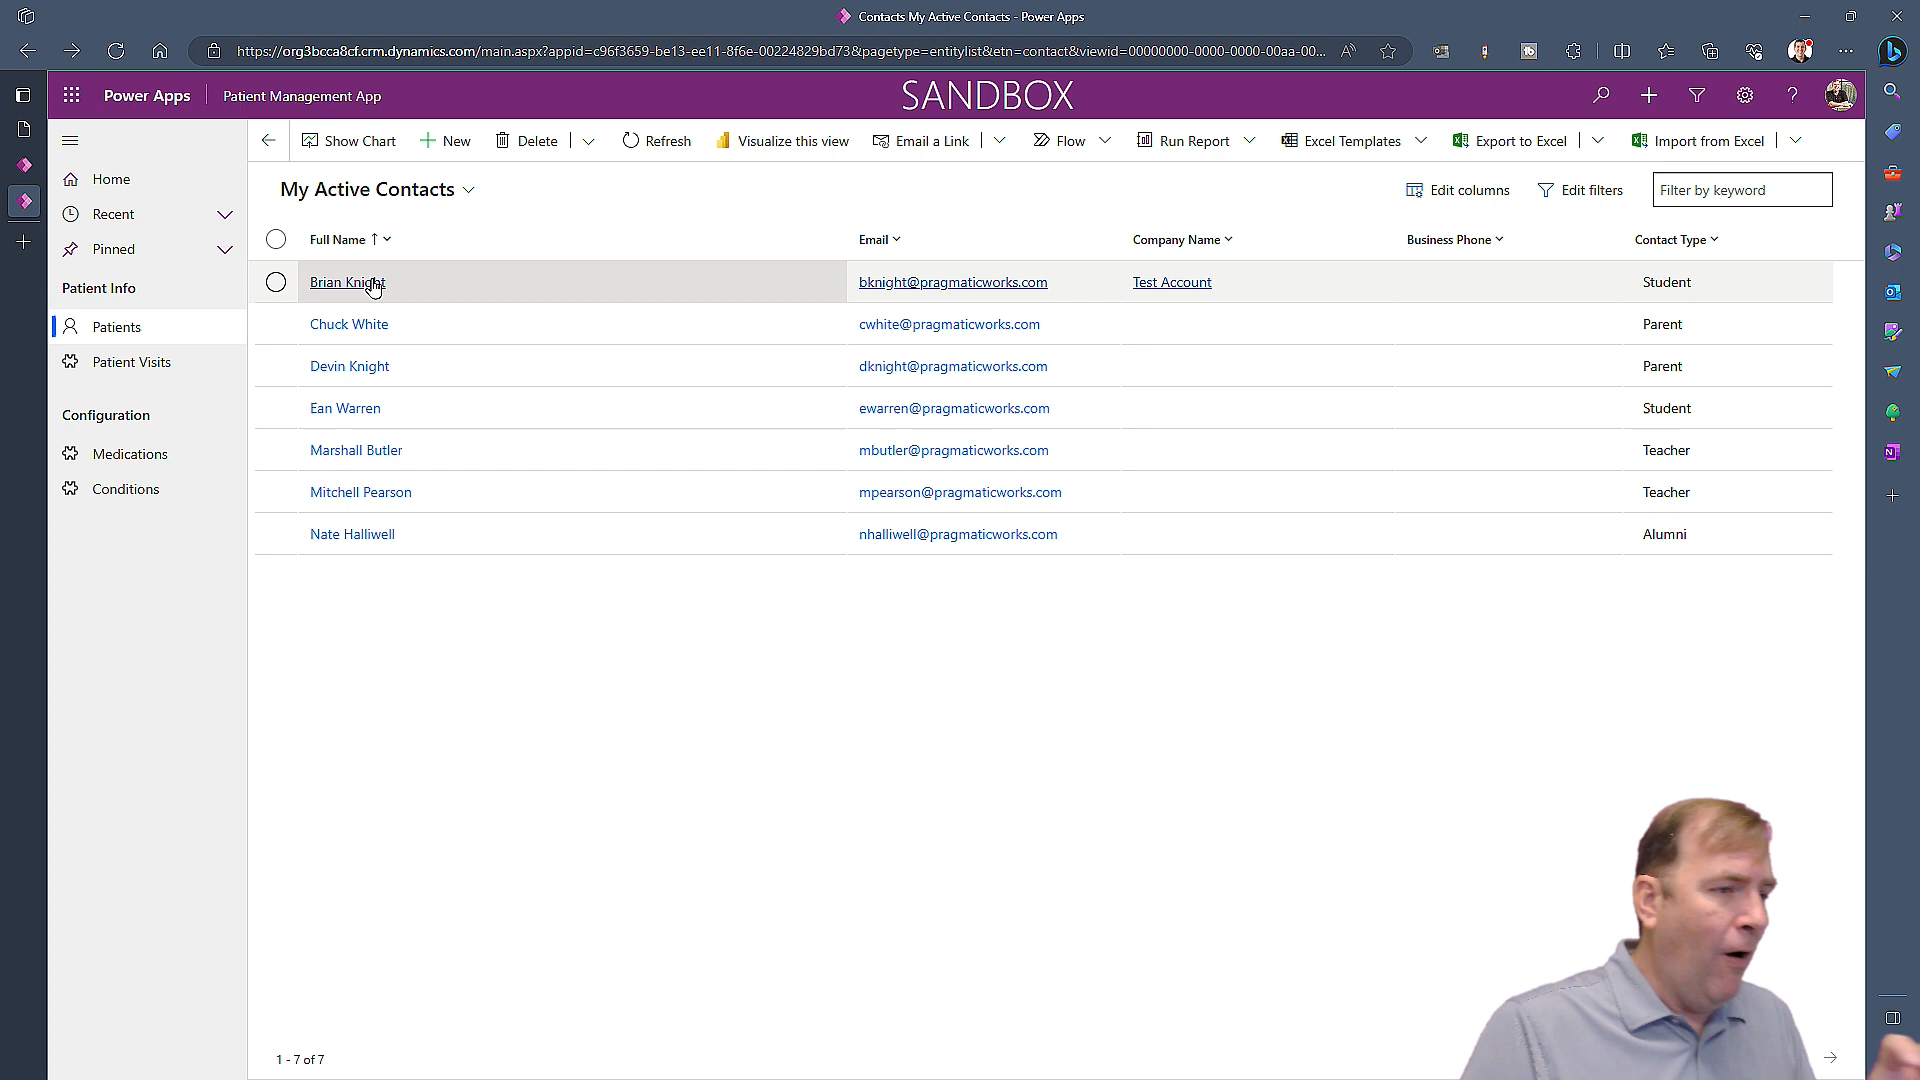 Contacts My Active Contacts - Power Apps
https://org3bcca8cf.crm.dynamics.com/main.aspx?appid=c96f3659-be13-ee11-8f6e-00224829bd73&pagetype=entitylist&etn=contact&viewid=00000000-0000-0000-00aa-00...
Power Apps
Patient Management App
SANDBOX
Show Chart
New
Delete
Refresh
Visualize this view
Email a Link
Flow
Run Report
Excel Templates
Export to Excel
Import from Excel
Home
Recent
Pinned
Patient Info
Patients
Patient Visits
Configuration
Medications
Conditions
My Active Contacts
Edit columns
Edit filters
Filter by keyword
Full Name Email Company Name Business Phone Contact Type
Brian Knight bknight@pragmaticworks.com Test Account Student
Chuck White cwhite@pragmaticworks.com Parent
Devin Knight dknight@pragmaticworks.com Parent
Ean Warren ewarren@pragmaticworks.com Student
Marshall Butler mbutler@pragmaticworks.com Teacher
Mitchell Pearson mpearson@pragmaticworks.com Teacher
Nate Halliwell nhalliwell@pragmaticworks.com Alumni
1 - 7 of 7